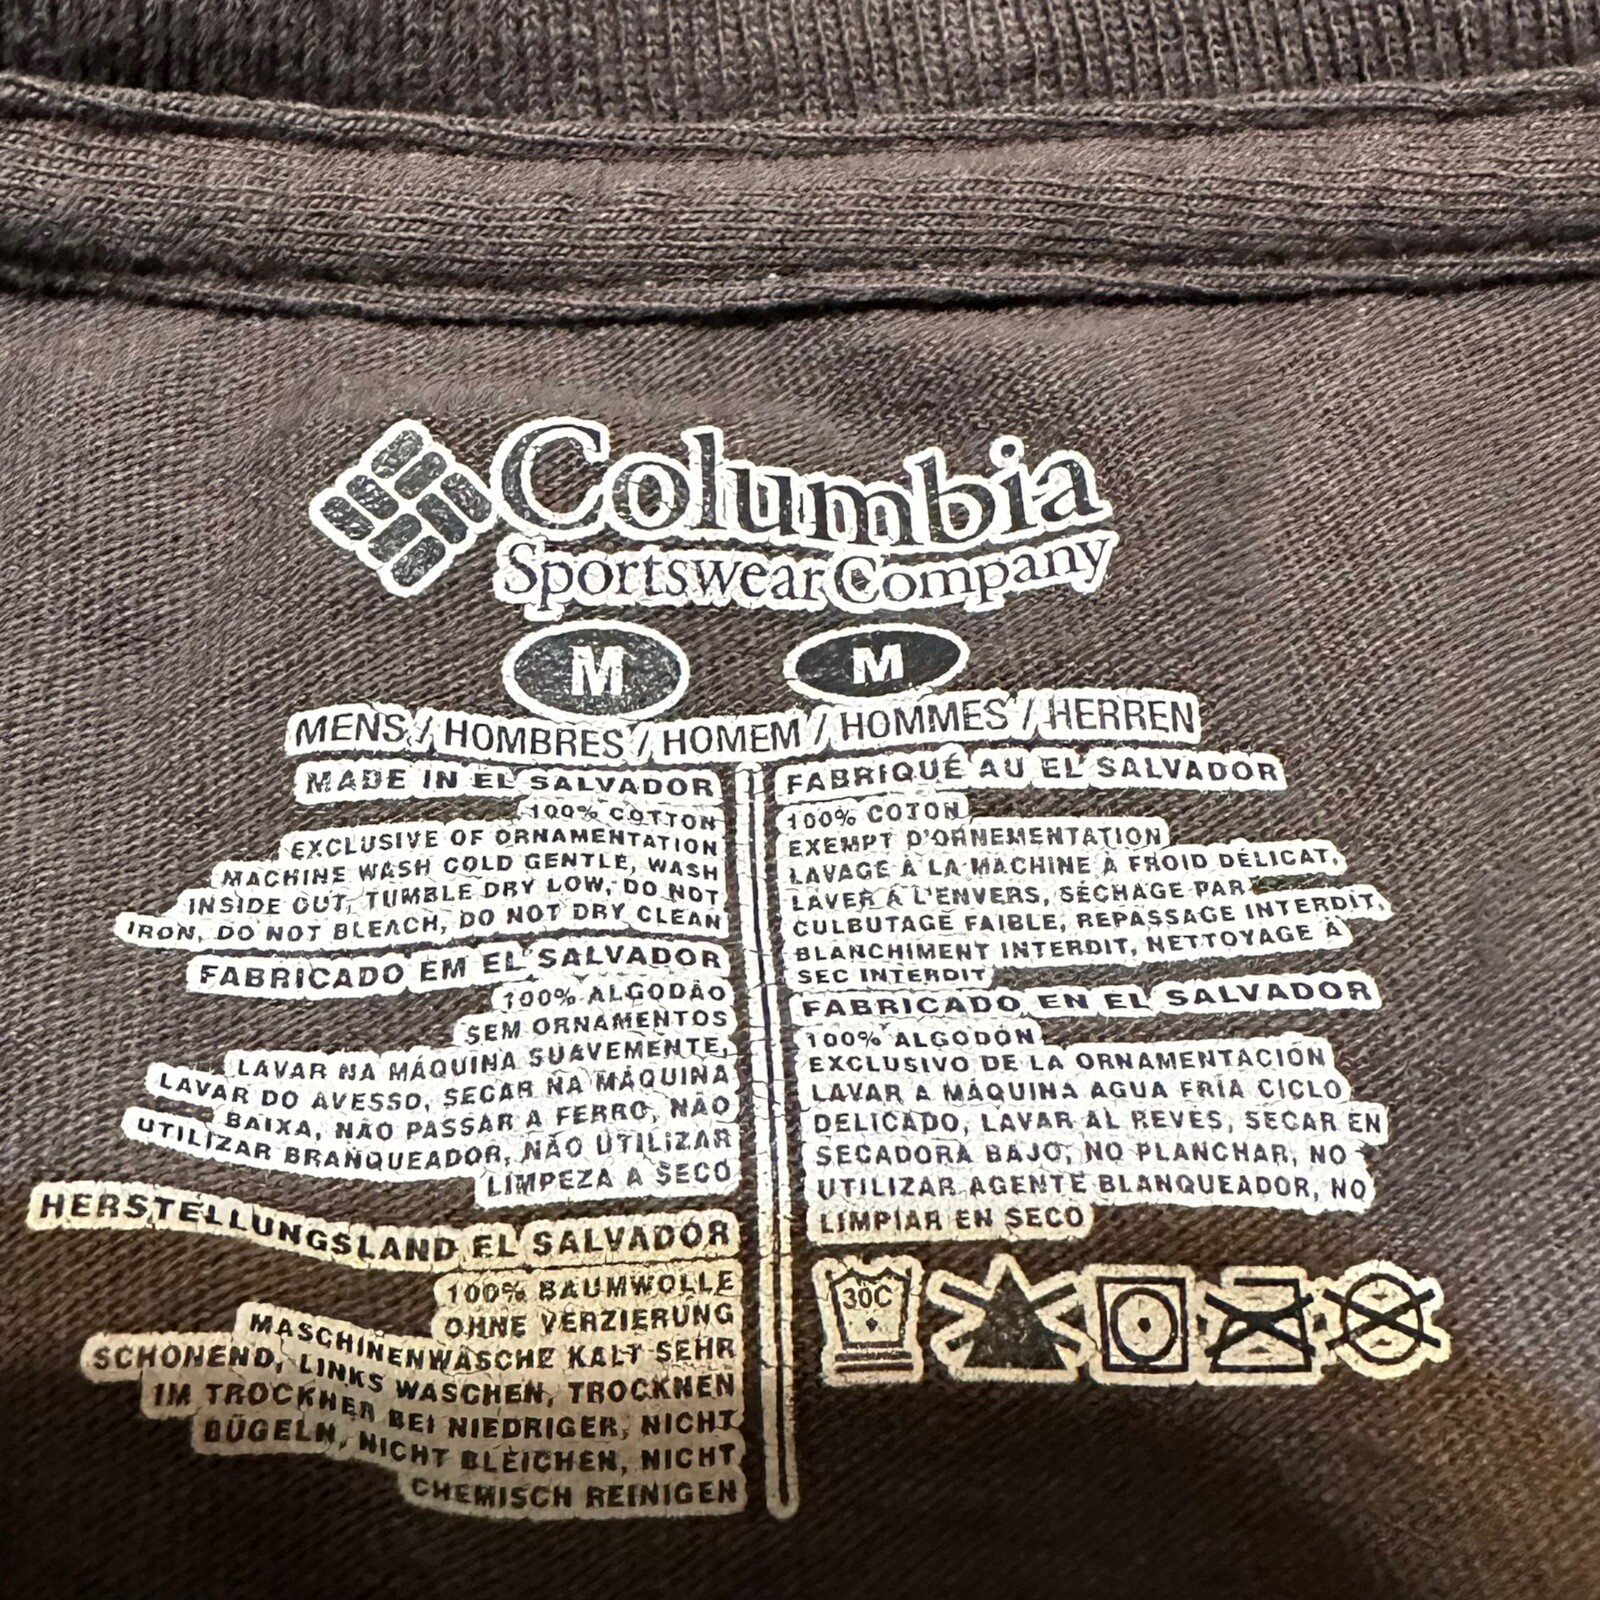 Columbia
Sportswear Company
M M
MENS / HOMBRES / HOMEM / HOMMES / HERREN
MADE IN EL SALVADOR
100% COTTON
EXCLUSIVE OF ORNAMENTATION
MACHINE WASH COLD GENTLE, WASH
INSIDE OUT, TUMBLE DRY LOW, DO NOT
IRON, DO NOT BLEACH, DO NOT DRY CLEAN
FABRICADO EM EL SALVADOR
100% ALGODÃO
SEM ORNAMENTOS
LAVAR NA MÁQUINA SUAVEMENTE,
LAVAR DO AVESSO, SECAR NA MÁQUINA
BAIXA, NÃO PASSAR A FERRO, NÃO
UTILIZAR BRANQUEADOR, NÃO UTILIZAR
LIMPEZA A SECO
HERSTELLUNGSLAND EL SALVADOR
100% BAUMWOLLE
OHNE VERZIERUNG
MASCHINENWÄSCHE KALT SEHR
SCHONEND, LINKS WASCHEN, TROCKNEN
IM TROCKNER BEI NIEDRIGER, NICHT
BÜGELN, NICHT BLEICHEN, NICHT
CHEMISCH REINIGEN
FABRIQUÉ AU EL SALVADOR
100% COTON
EXEMPT D'ORNEMENTATION
LAVAGE À LA MACHINE À FROID DÉLICAT,
LAVER À L'ENVERS, SÉCHAGE PAR
CULBUTAGE FAIBLE, REPASSAGE INTERDIT,
BLANCHIMENT INTERDIT, NETTOYAGE À
SEC INTERDIT
FABRICADO EN EL SALVADOR
100% ALGODÓN
EXCLUSIVO DE LA ORNAMENTACIÓN
LAVAR A MÁQUINA AGUA FRÍA CICLO
DELICADO, LAVAR AL REVÉS, SECAR EN
SECADORA BAJO, NO PLANCHAR, NO
UTILIZAR AGENTE BLANQUEADOR, NO
LIMPIAR EN SECO
30C